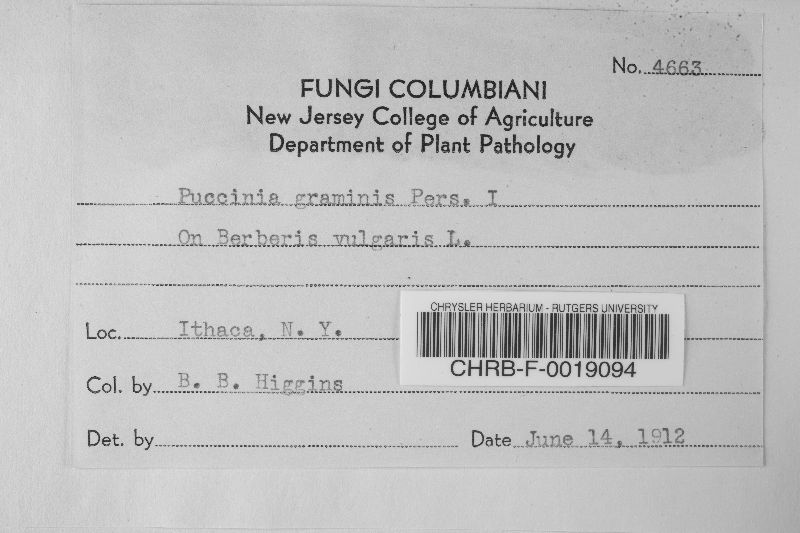 No. 4663
FUNGI COLUMBIANI
New Jersey College of Agriculture
Department of Plant Pathology
Puccinia graminis Pers. I
On Berberis vulgaris L.
CHRYSLER HERBARIUM - RUTGERS UNIVERSITY
CHRB-F-0019094
Loc. Ithaca, N. Y.
Col. by B. B. Higgins
Det. by
Date June 14, 1912